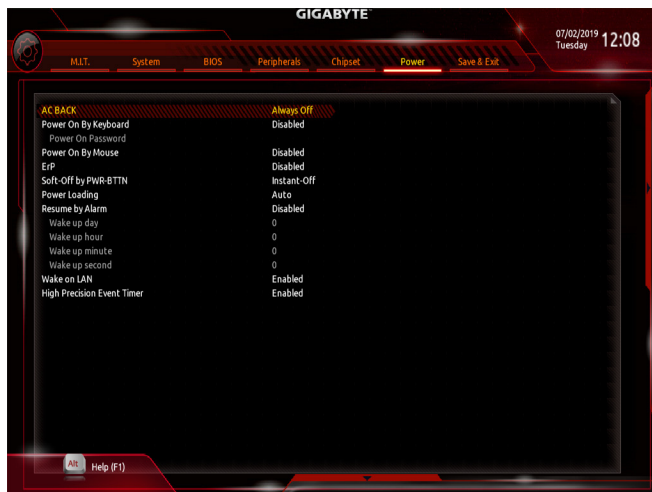 GIGABYTE™
07/02/2019 12:08
Tuesday
M.I.T. System BIOS Peripherals Chipset Power Save & Exit
AC BACK Always Off
Power On By Keyboard Disabled
Power On Password
Power On By Mouse Disabled
ErP Disabled
Soft-Off by PWR-BTTN Instant-Off
Power Loading Auto
Resume by Alarm Disabled
Wake up day 0
Wake up hour 0
Wake up minute 0
Wake up second 0
Wake on LAN Enabled
High Precision Event Timer Enabled
Alt Help (F1)